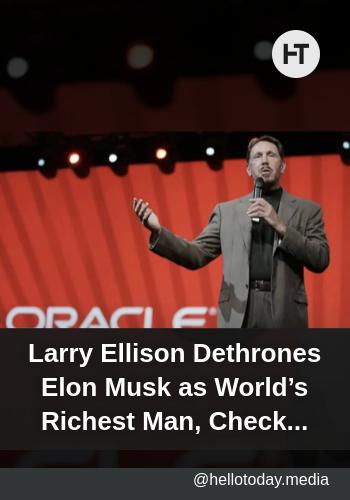 HT
ORACLE
Larry Ellison Dethrones
Elon Musk as World’s
Richest Man, Check...
@hellotoday.media